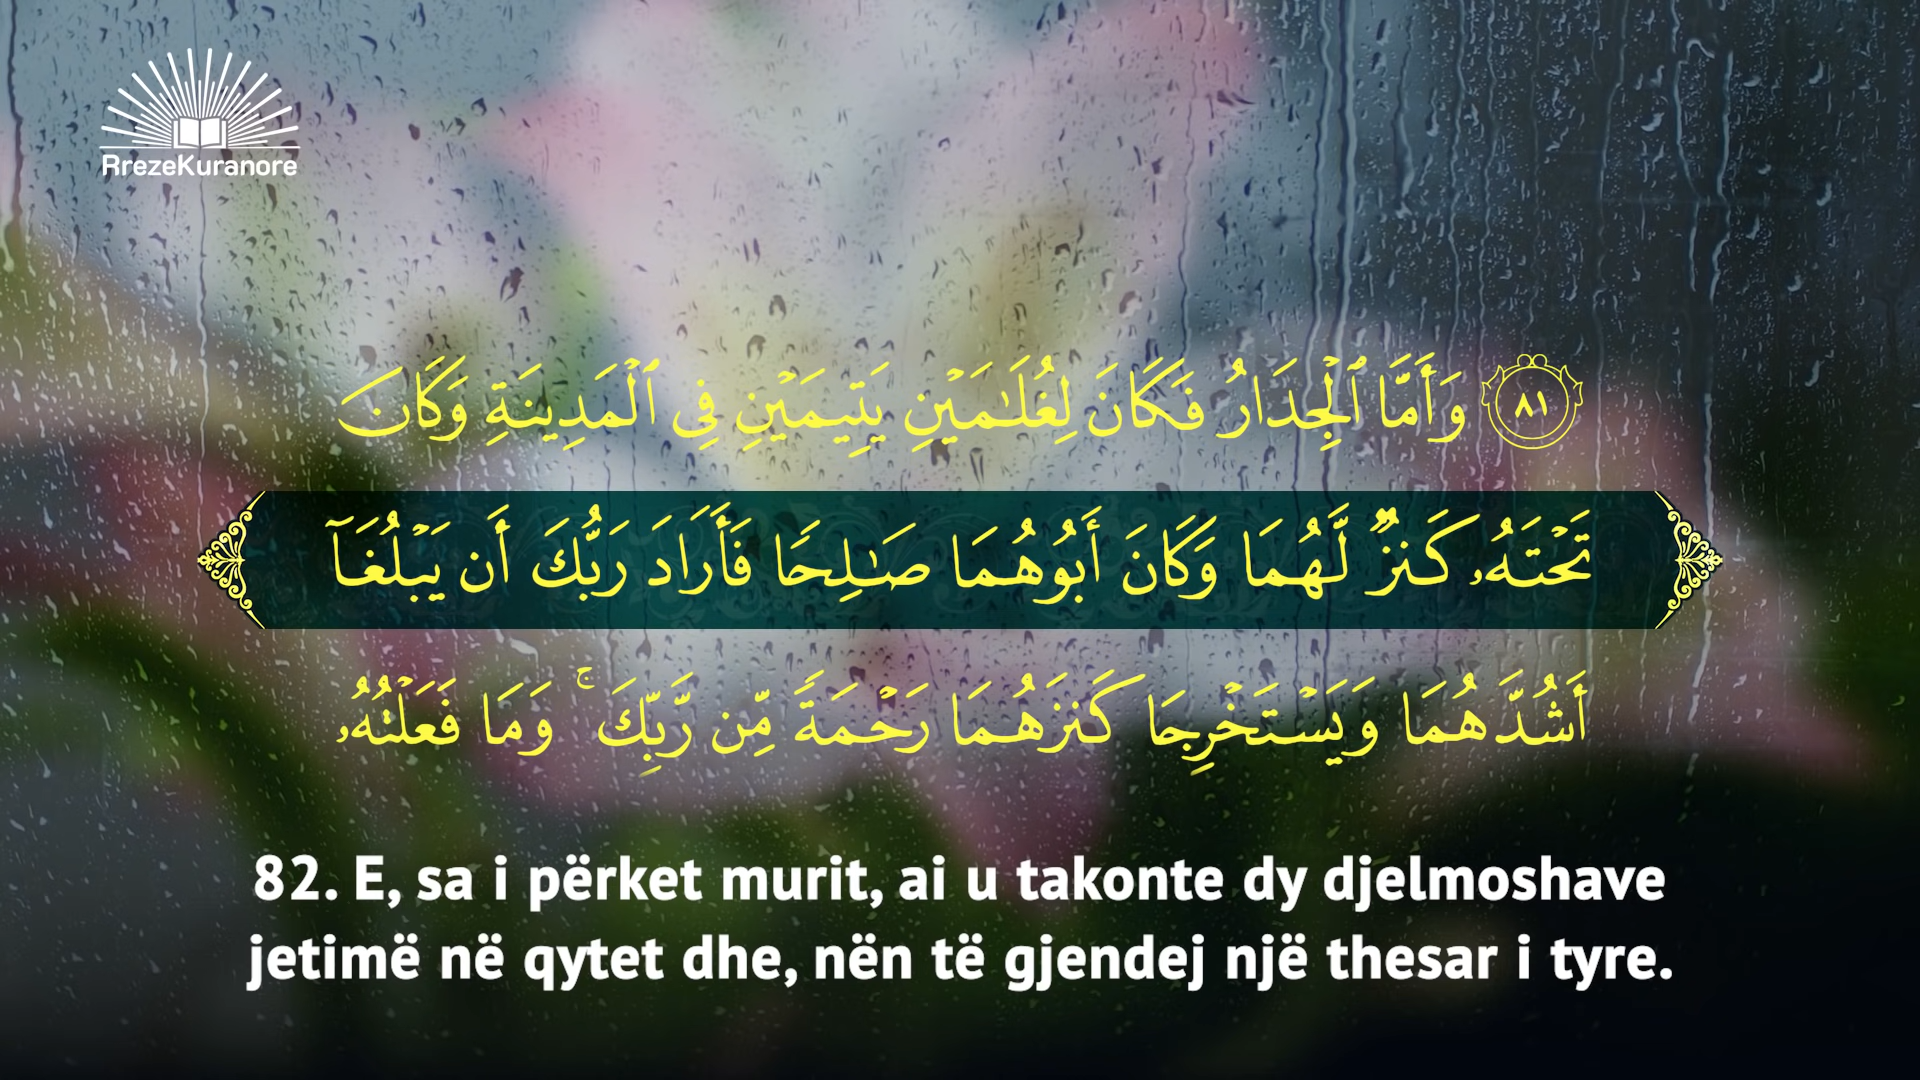 RrezeKuranore
٨١ وَأَمَّا ٱلْجِدَارُ فَكَانَ لِغُلَـٰمَيْنِ يَتِيمَيْنِ فِى ٱلْمَدِينَةِ وَكَانَ
تَحْتَهُۥ كَنزٌ لَّهُمَا وَكَانَ أَبُوهُمَا صَـٰلِحًا فَأَرَادَ رَبُّكَ أَن يَبْلُغَآ
أَشُدَّهُمَا وَيَسْتَخْرِجَا كَنزَهُمَا رَحْمَةً مِّن رَّبِّكَ ۚ وَمَا فَعَلْتُهُۥ
82. E, sa i përket murit, ai u takonte dy djelmoshave
jetimë në qytet dhe, nën të gjendej një thesar i tyre.